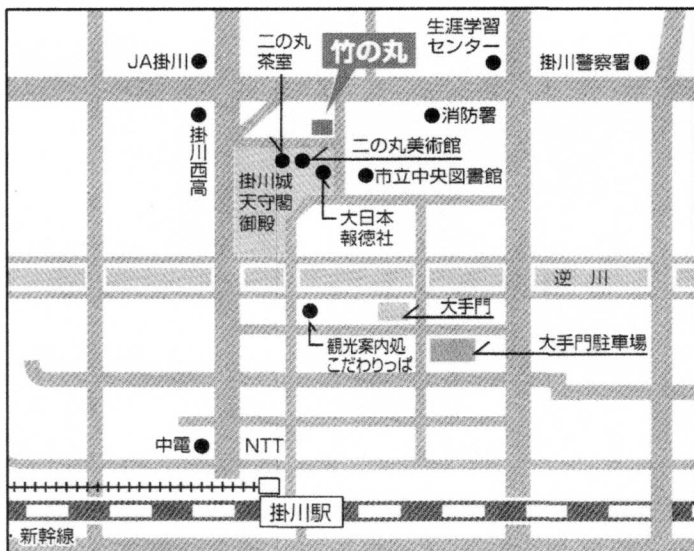 生涯学習
センター
二の丸
茶室
竹の丸
JA掛川
掛川警察署
掛川西高
消防署
二の丸美術館
市立中央図書館
掛川城
天守閣
御殿
大日本
報徳社
逆川
大手門
観光案内処
こだわりっぱ
大手門駐車場
中電
NTT
掛川駅
新幹線